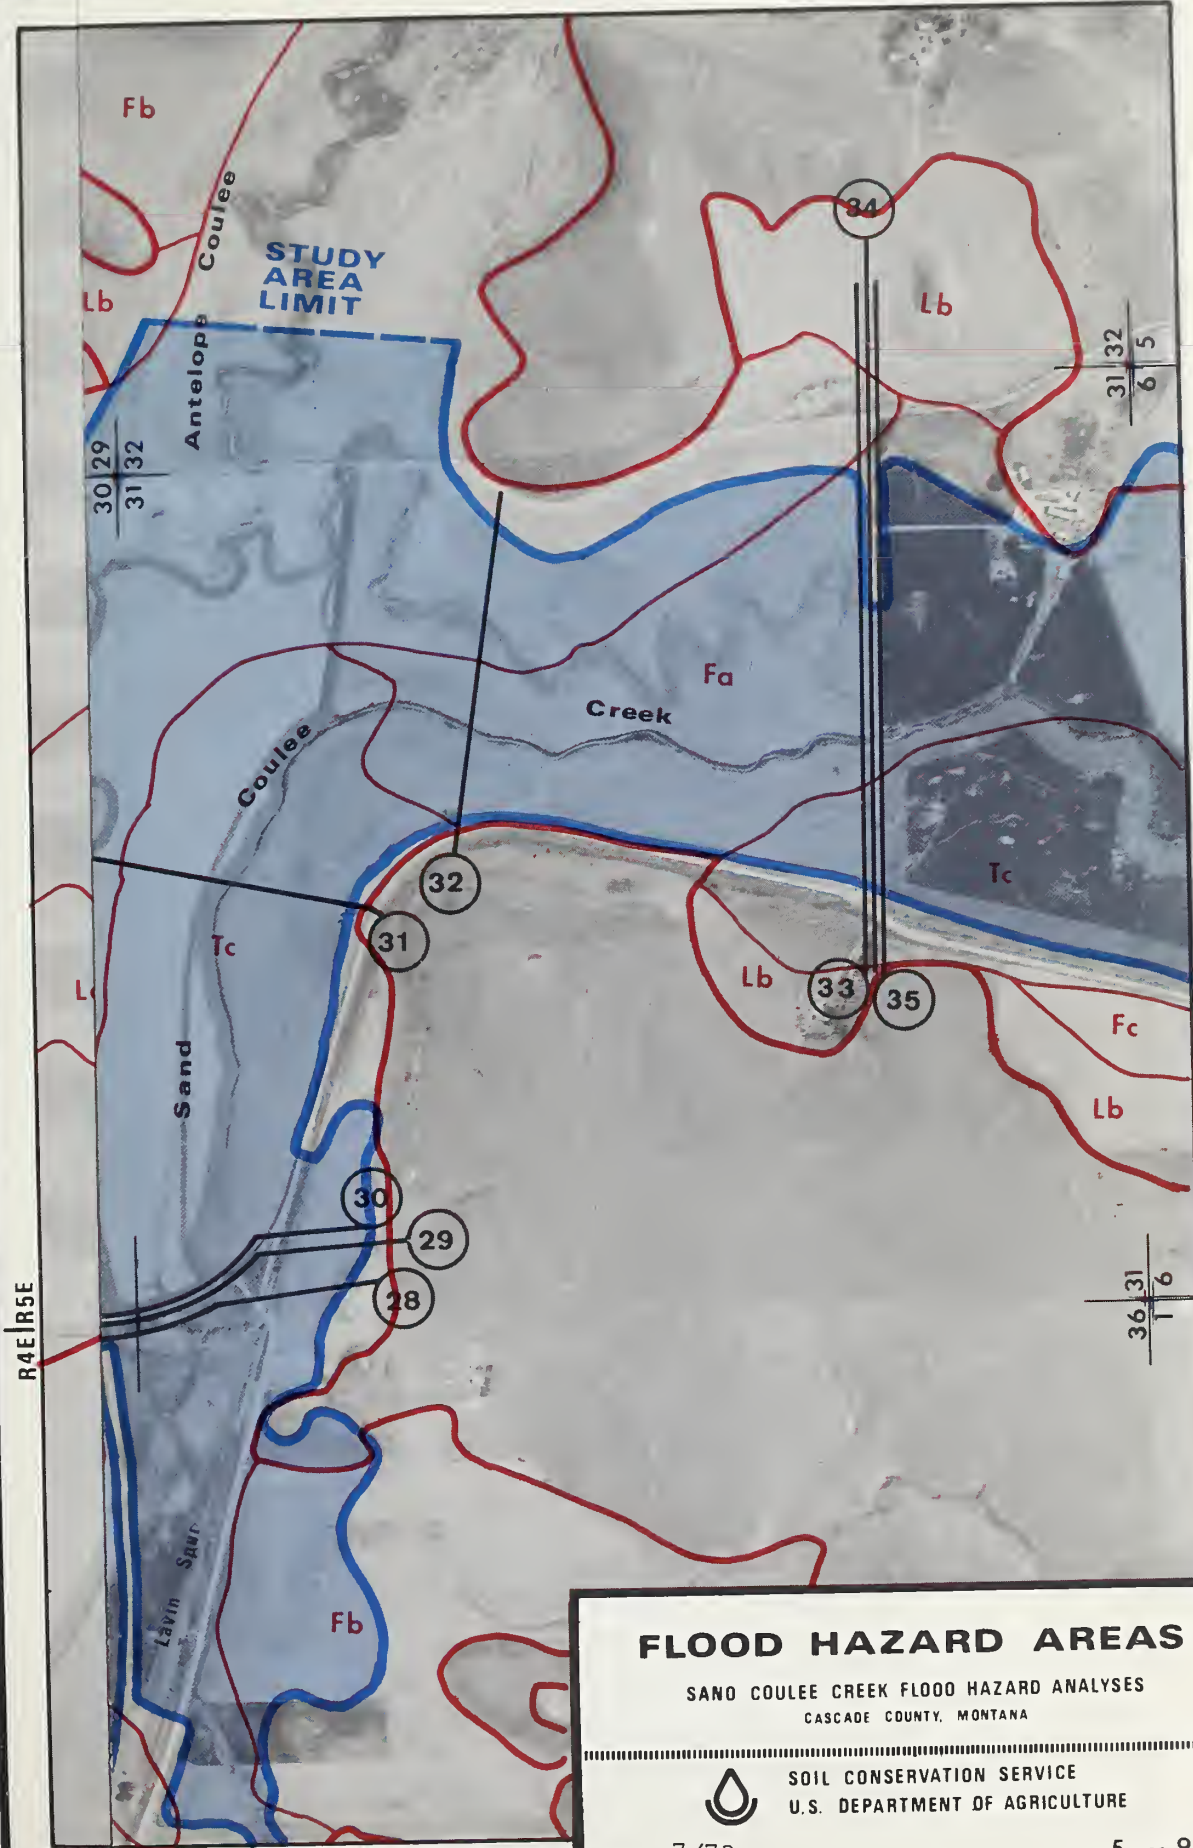 Fb
Antelope Coulee
STUDY
AREA
LIMIT
34
Lb
Lb
31 32
6 5
30 29
31 32
Fa
Creek
Coulee
32
31
Tc
Tc
Lb
33
35
Fc
Lb
Sand
30
29
28
36 31
1 6
R4E R5E
Lavin Spur
Fb
FLOOD HAZARD AREAS
SAND COULEE CREEK FLOOD HAZARD ANALYSES
CASCADE COUNTY, MONTANA
SOIL CONSERVATION SERVICE
U.S. DEPARTMENT OF AGRICULTURE